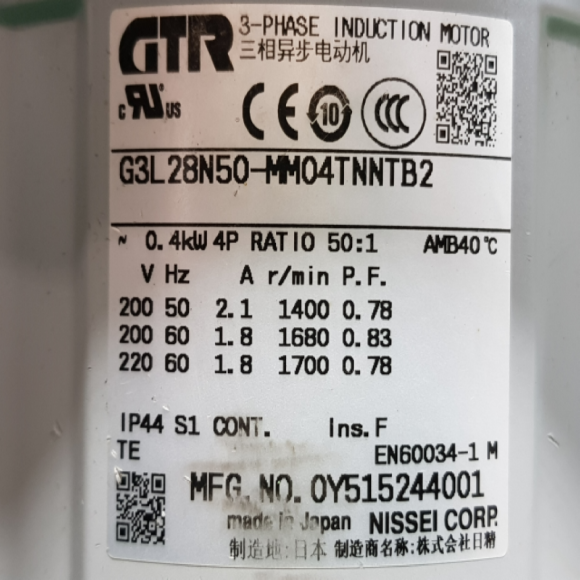 GTR 3-PHASE INDUCTION MOTOR
三相异步电动机
c RU US CE 10 CCC
G3L28N50-MM04TNNTB2
~ 0.4kW 4P RATIO 50:1 AMB40℃
V Hz A r/min P.F.
200 50 2.1 1400 0.78
200 60 1.8 1680 0.83
220 60 1.8 1700 0.78
IP44 S1 CONT. Ins.F
TE EN60034-1 M
MFG.NO. 0Y515244001
made in Japan NISSEI CORP.
制造地:日本 制造商名称:株式会社日精